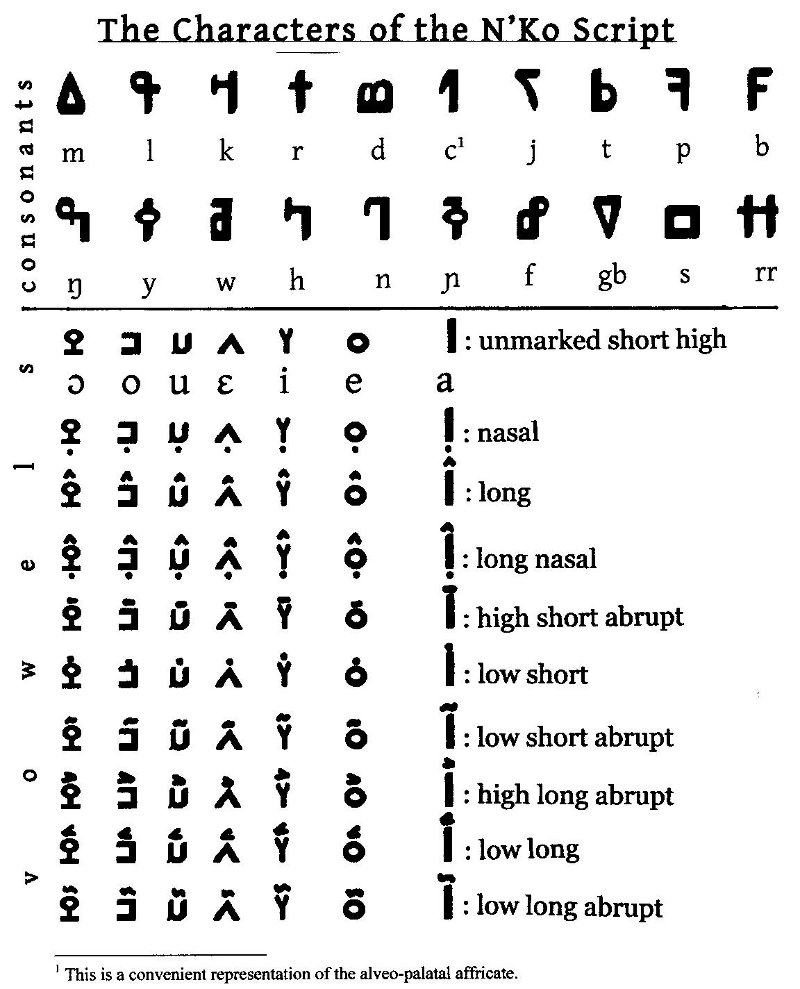 The Characters of the N’Ko Script
consonants
ߓ ߔ ߕ ߖ ߗ ߘ ߙ ߞ ߟ ߡ
m l k r d c¹ j t p b
ߚ ߛ ߜ ߝ ߢ ߣ ߤ ߥ ߦ ߒ
ŋ y w h n ɲ f gb s rr
vowels
ߊ ߋ ߌ ߍ ߎ ߏ ߐ : unmarked short high
ɔ o u ɛ i e a
ߊ߲ ߋ߲ ߌ߲ ߍ߲ ߎ߲ ߏ߲ ߐ߲ : nasal
ߊ߮ ߋ߮ ߌ߮ ߍ߮ ߎ߮ ߏ߮ ߐ߮ : long
ߊ߲߮ ߋ߲߮ ߌ߲߮ ߍ߲߮ ߎ߲߮ ߏ߲߮ ߐ߲߮ : long nasal
ߊ߫ ߋ߫ ߌ߫ ߍ߫ ߎ߫ ߏ߫ ߐ߫ : high short abrupt
ߊ߭ ߋ߭ ߌ߭ ߍ߭ ߎ߭ ߏ߭ ߐ߭ : low short
ߊ߬ ߋ߬ ߌ߬ ߍ߬ ߎ߬ ߏ߬ ߐ߬ : low short abrupt
ߊ߯ ߋ߯ ߌ߯ ߍ߯ ߎ߯ ߏ߯ ߐ߯ : high long abrupt
ߊ߱ ߋ߱ ߌ߱ ߍ߱ ߎ߱ ߏ߱ ߐ߱ : low long
ߊ߰ ߋ߰ ߌ߰ ߍ߰ ߎ߰ ߏ߰ ߐ߰ : low long abrupt
¹ This is a convenient representation of the alveo-palatal affricate.